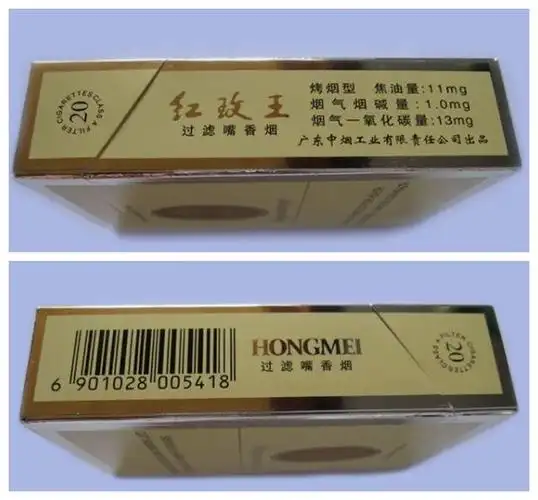 20 FILTER CIGARETTES CLASS A
红玫王
过滤嘴香烟
烤烟型 焦油量:11mg
烟气烟碱量:1.0mg
烟气一氧化碳量:13mg
广东中烟工业有限责任公司出品
6 901028 005418
HONGMEI
过滤嘴香烟
20 FILTER CIGARETTES CLASS A